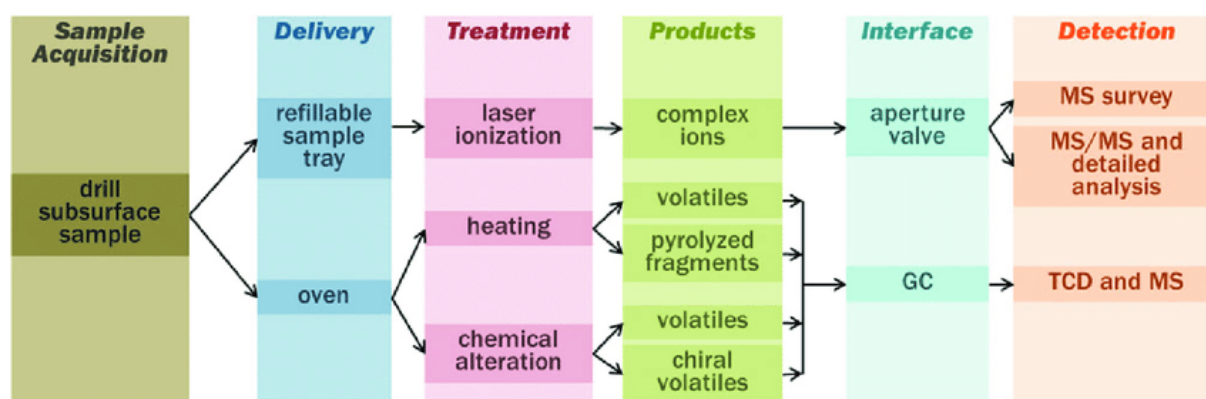 Sample
Acquisition
Delivery
Treatment
Products
Interface
Detection
drill
subsurface
sample
refillable
sample
tray
oven
laser
ionization
heating
chemical
alteration
complex
ions
volatiles
pyrolyzed
fragments
volatiles
chiral
volatiles
aperture
valve
GC
MS survey
MS/MS and
detailed
analysis
TCD and MS